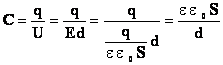 C = q/U = q/Ed = q/(q/(εε₀S) d) = εε₀S/d